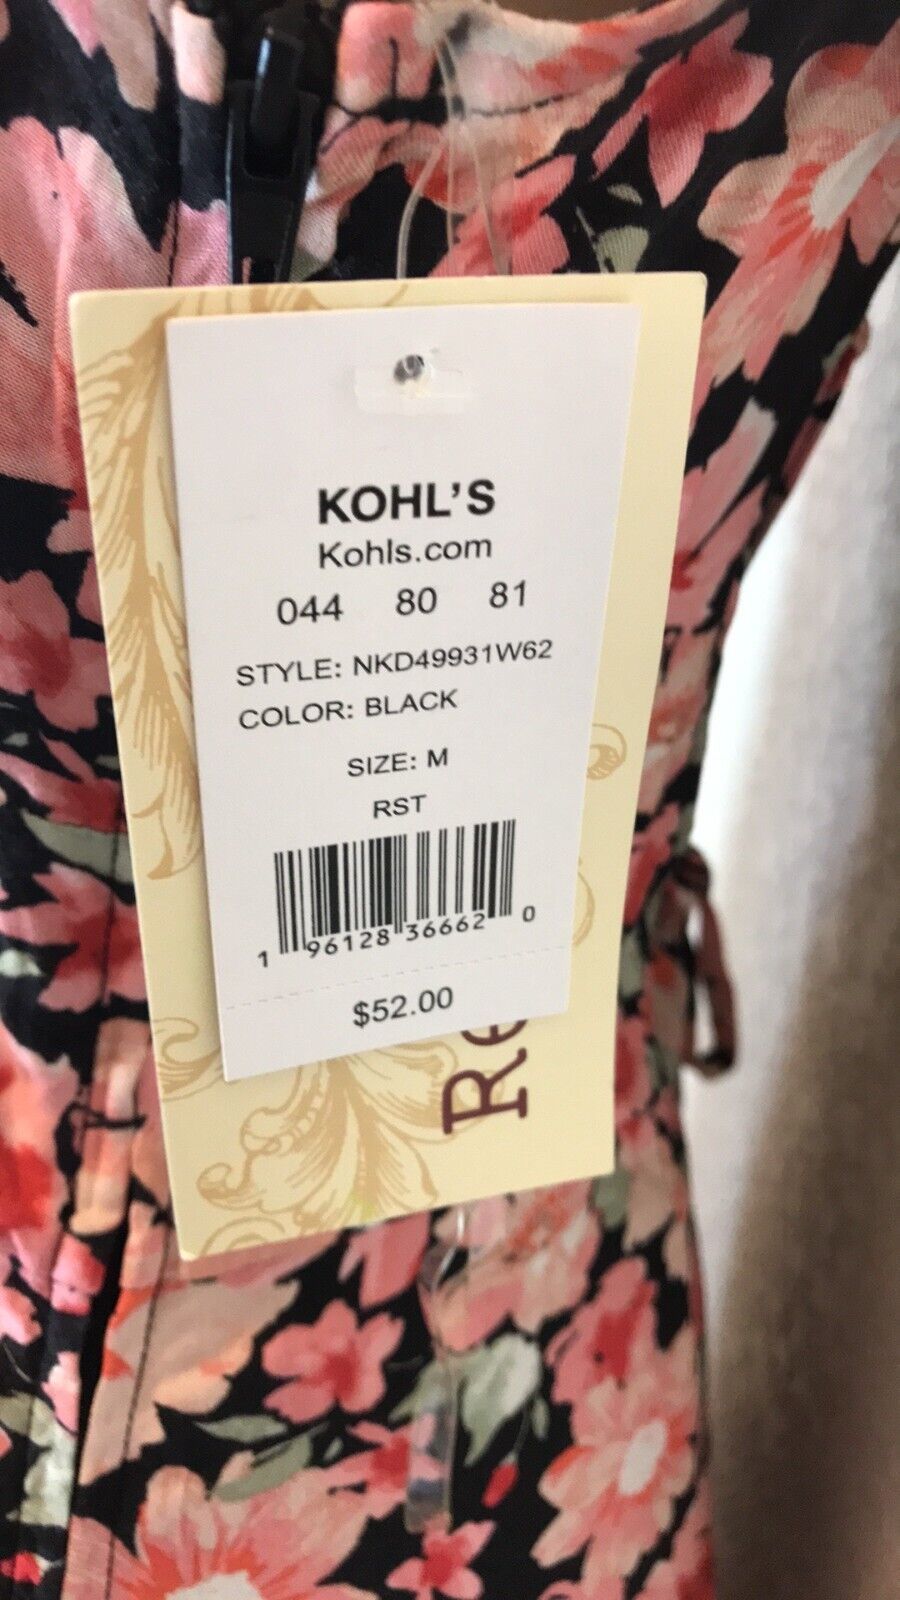 KOHL'S
Kohls.com
044 80 81
STYLE: NKD49931W62
COLOR: BLACK
SIZE: M
RST
1 96128 36662 0
$52.00